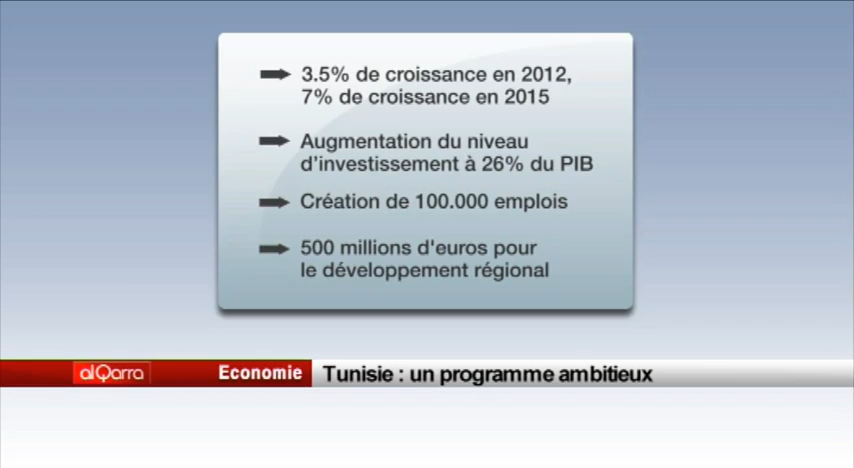 3.5% de croissance en 2012,
7% de croissance en 2015
Augmentation du niveau
d'investissement à 26% du PIB
Création de 100.000 emplois
500 millions d'euros pour
le développement régional
alQarra Economie Tunisie : un programme ambitieux